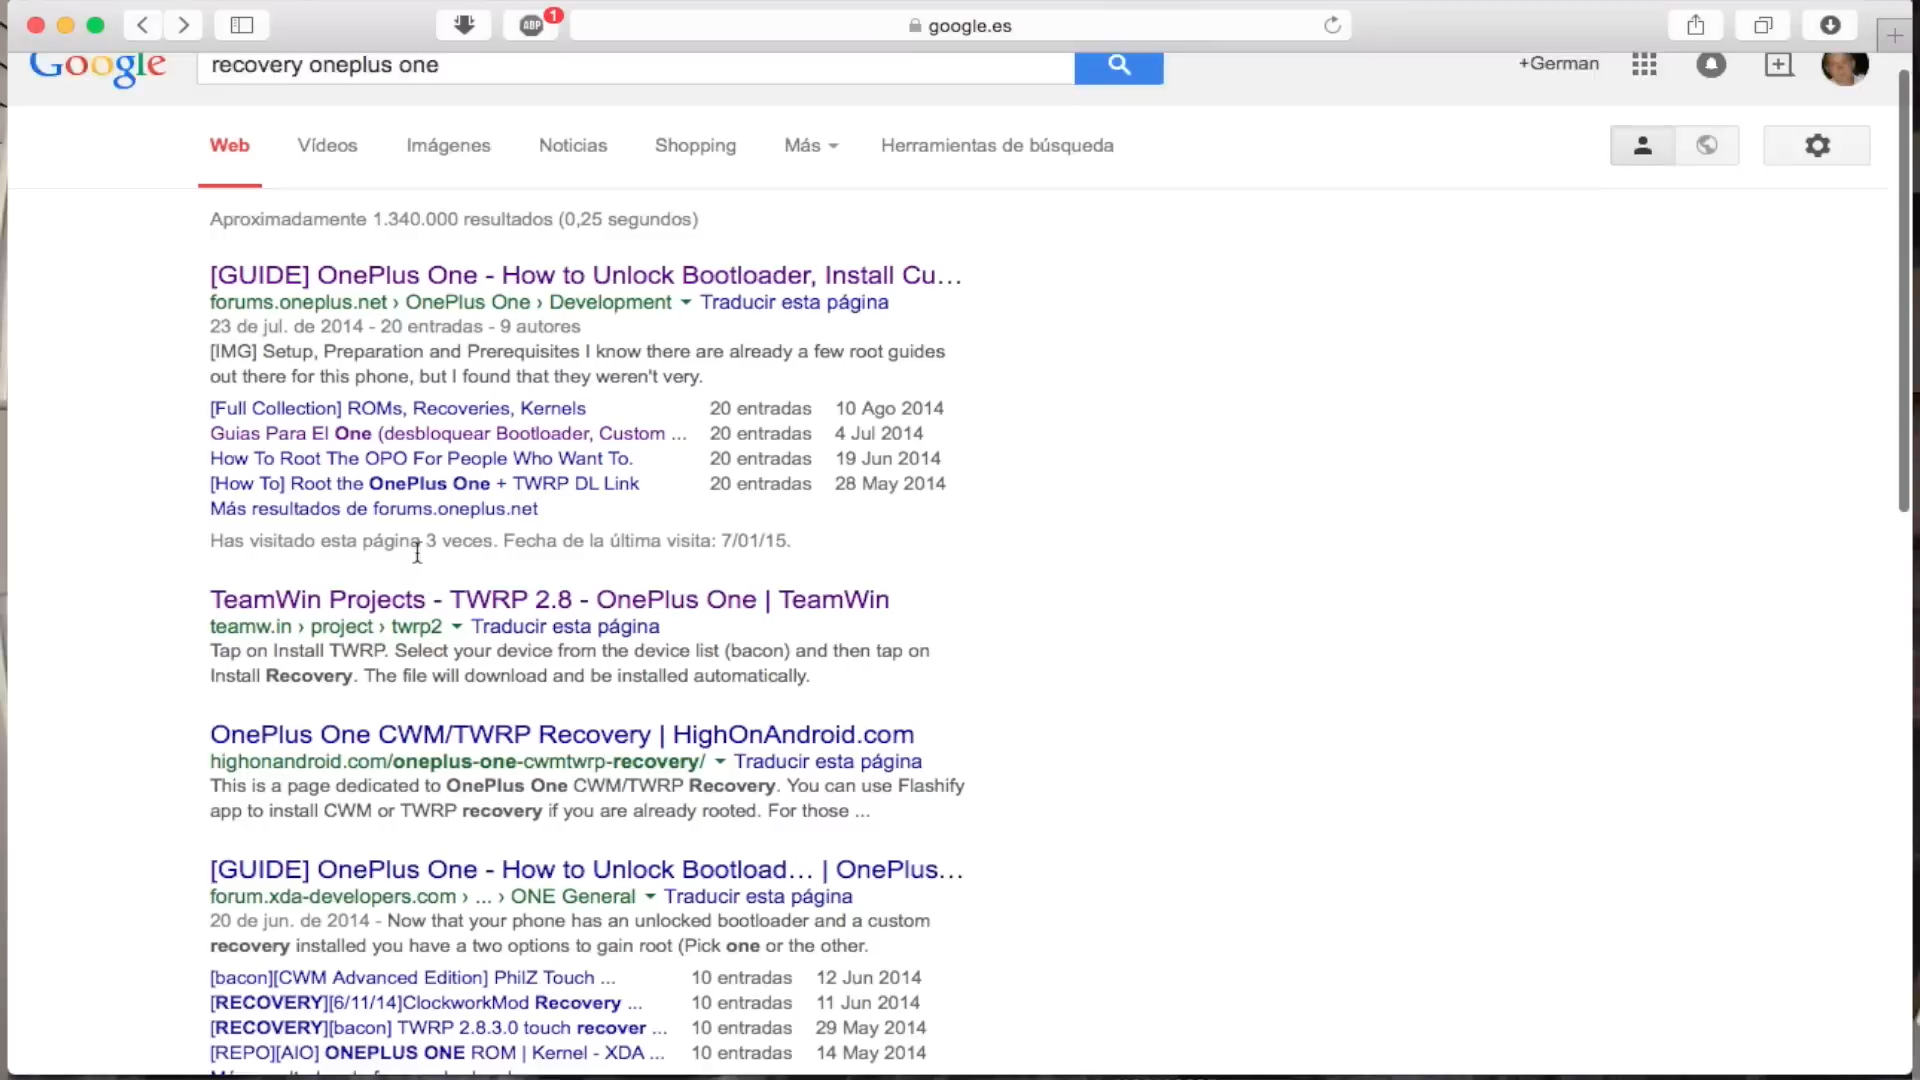 ABP 1 google.es
Google recovery oneplus one +German
Web Vídeos Imágenes Noticias Shopping Más Herramientas de búsqueda
Aproximadamente 1.340.000 resultados (0,25 segundos)
[GUIDE] OnePlus One - How to Unlock Bootloader, Install Cu...
forums.oneplus.net › OnePlus One › Development Traducir esta página
23 de jul. de 2014 - 20 entradas - 9 autores
[IMG] Setup, Preparation and Prerequisites I know there are already a few root guides
out there for this phone, but I found that they weren't very.
[Full Collection] ROMs, Recoveries, Kernels 20 entradas 10 Ago 2014
Guias Para El One (desbloquear Bootloader, Custom ... 20 entradas 4 Jul 2014
How To Root The OPO For People Who Want To. 20 entradas 19 Jun 2014
[How To] Root the OnePlus One + TWRP DL Link 20 entradas 28 May 2014
Más resultados de forums.oneplus.net
Has visitado esta página 3 veces. Fecha de la última visita: 7/01/15.
TeamWin Projects - TWRP 2.8 - OnePlus One | TeamWin
teamw.in › project › twrp2 Traducir esta página
Tap on Install TWRP. Select your device from the device list (bacon) and then tap on
Install Recovery. The file will download and be installed automatically.
OnePlus One CWM/TWRP Recovery | HighOnAndroid.com
highonandroid.com/oneplus-one-cwmtwrp-recovery/ Traducir esta página
This is a page dedicated to OnePlus One CWM/TWRP Recovery. You can use Flashify
app to install CWM or TWRP recovery if you are already rooted. For those ...
[GUIDE] OnePlus One - How to Unlock Bootload... | OnePlus...
forum.xda-developers.com › ... › ONE General Traducir esta página
20 de jun. de 2014 - Now that your phone has an unlocked bootloader and a custom
recovery installed you have a two options to gain root (Pick one or the other.
[bacon][CWM Advanced Edition] PhilZ Touch ... 10 entradas 12 Jun 2014
[RECOVERY][6/11/14]ClockworkMod Recovery ... 10 entradas 11 Jun 2014
[RECOVERY][bacon] TWRP 2.8.3.0 touch recover ... 10 entradas 29 May 2014
[REPO][AIO] ONEPLUS ONE ROM | Kernel - XDA ... 10 entradas 14 May 2014